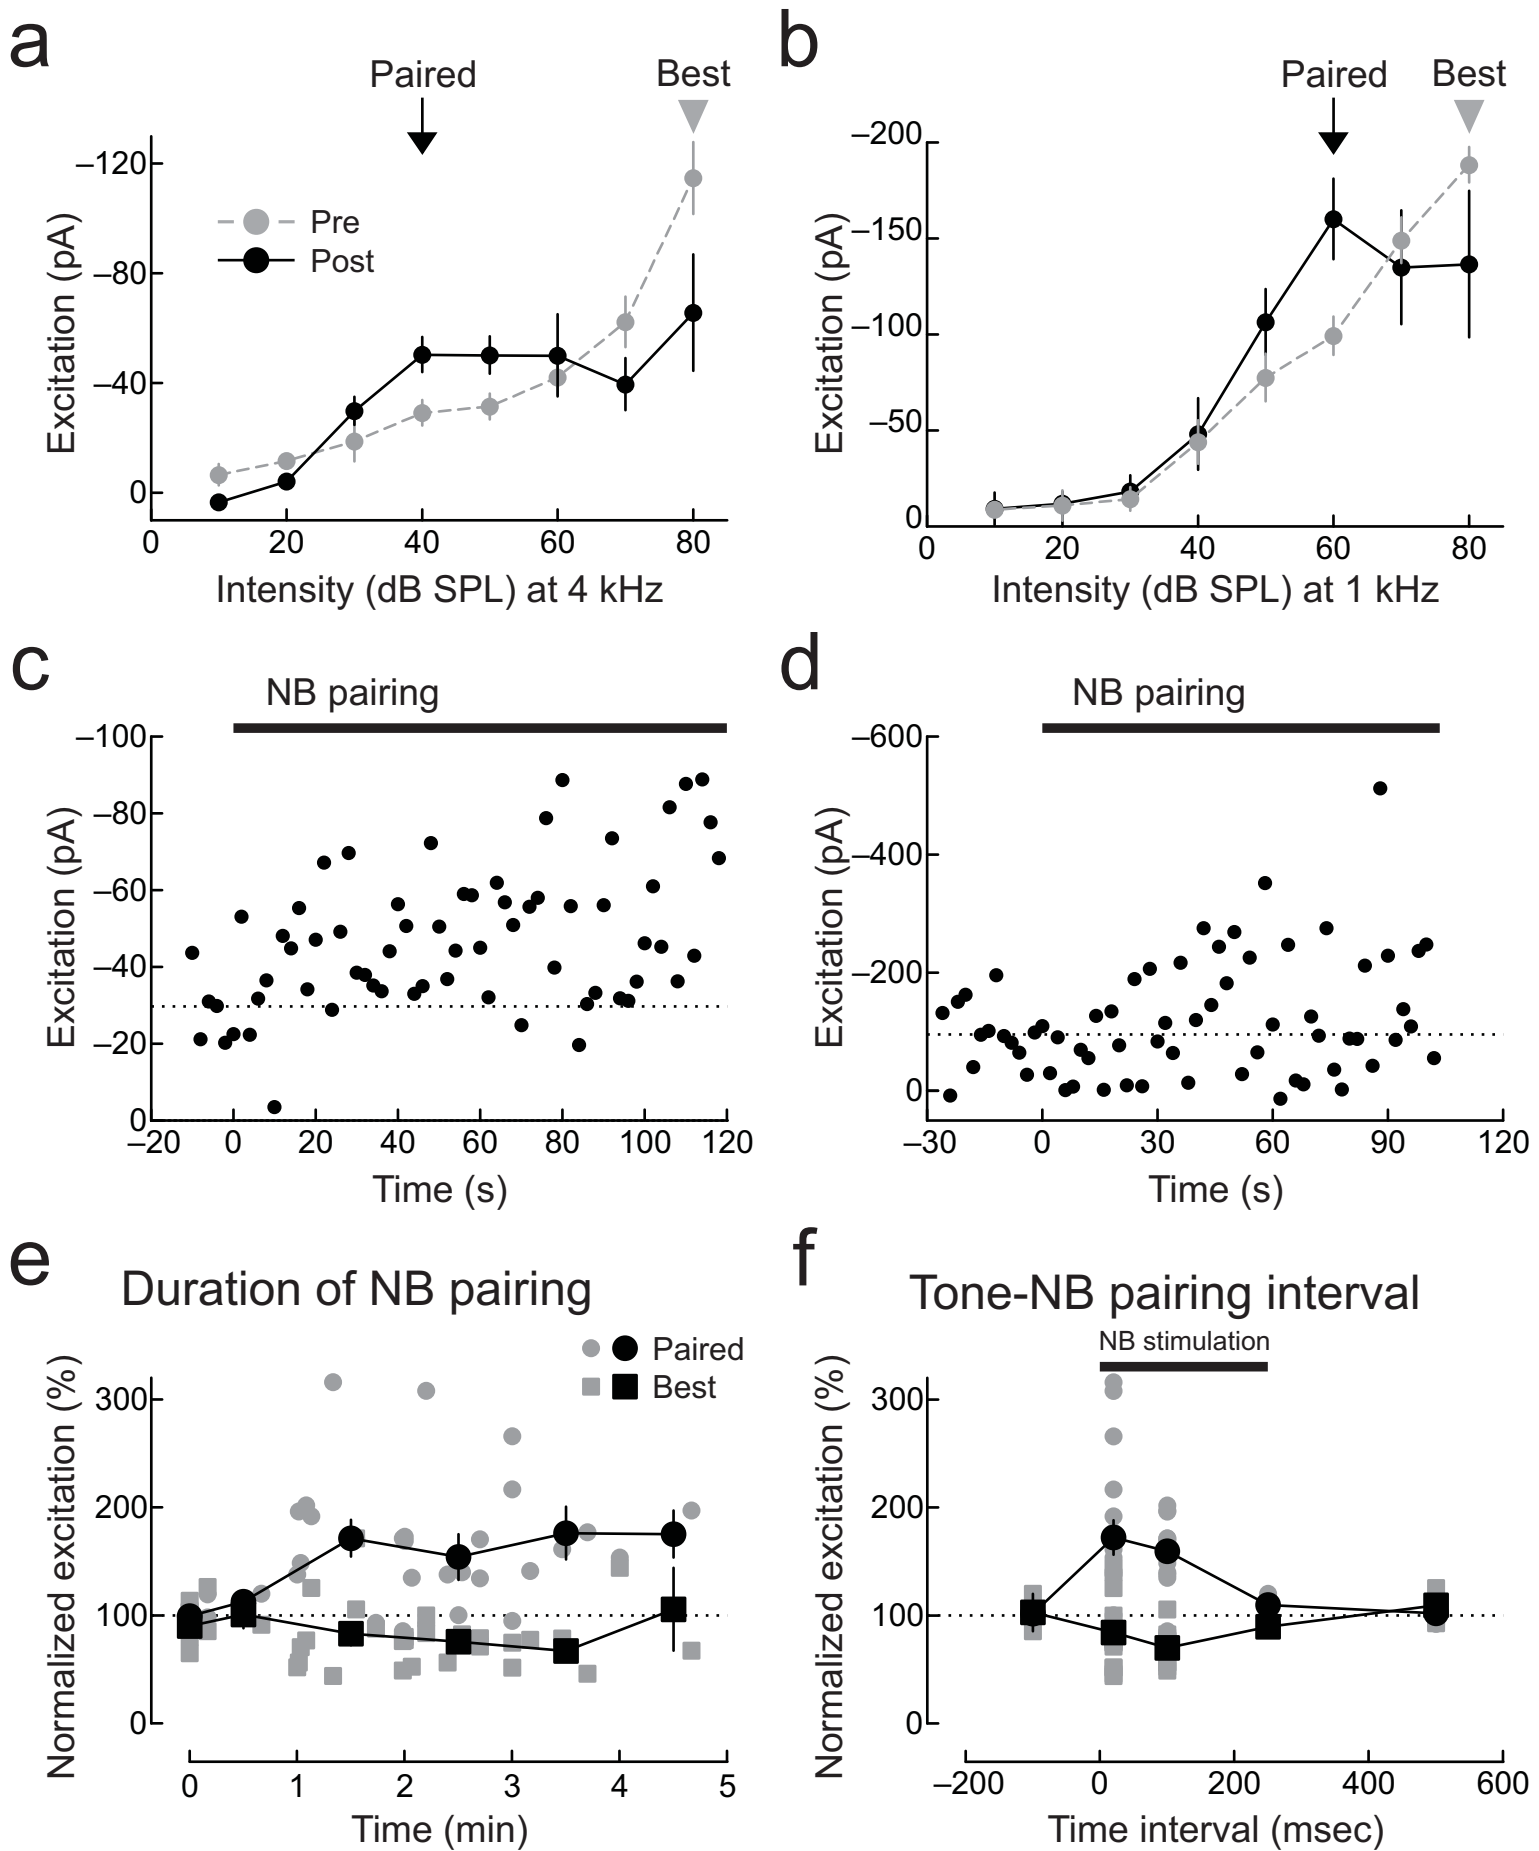 a
Paired
Best
–120
–80
–40
0
Excitation (pA)
Pre
Post
0 20 40 60 80
Intensity (dB SPL) at 4 kHz
b
Paired
Best
–200
–150
–100
–50
0
Excitation (pA)
0 20 40 60 80
Intensity (dB SPL) at 1 kHz
c
NB pairing
–100
–80
–60
–40
–20
0
Excitation (pA)
–20 0 20 40 60 80 100 120
Time (s)
d
NB pairing
–600
–400
–200
0
Excitation (pA)
–30 0 30 60 90 120
Time (s)
e
Duration of NB pairing
Paired
Best
300
200
100
0
Normalized excitation (%)
0 1 2 3 4 5
Time (min)
f
Tone-NB pairing interval
NB stimulation
300
200
100
0
Normalized excitation (%)
–200 0 200 400 600
Time interval (msec)